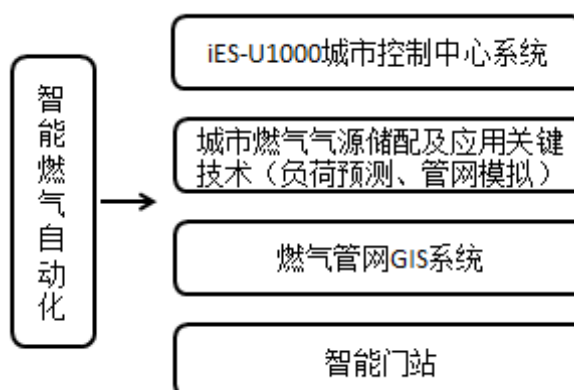 智能燃气自动化
iES-U1000城市控制中心系统
城市燃气气源储配及应用关键
技术（负荷预测、管网模拟）
燃气管网GIS系统
智能门站